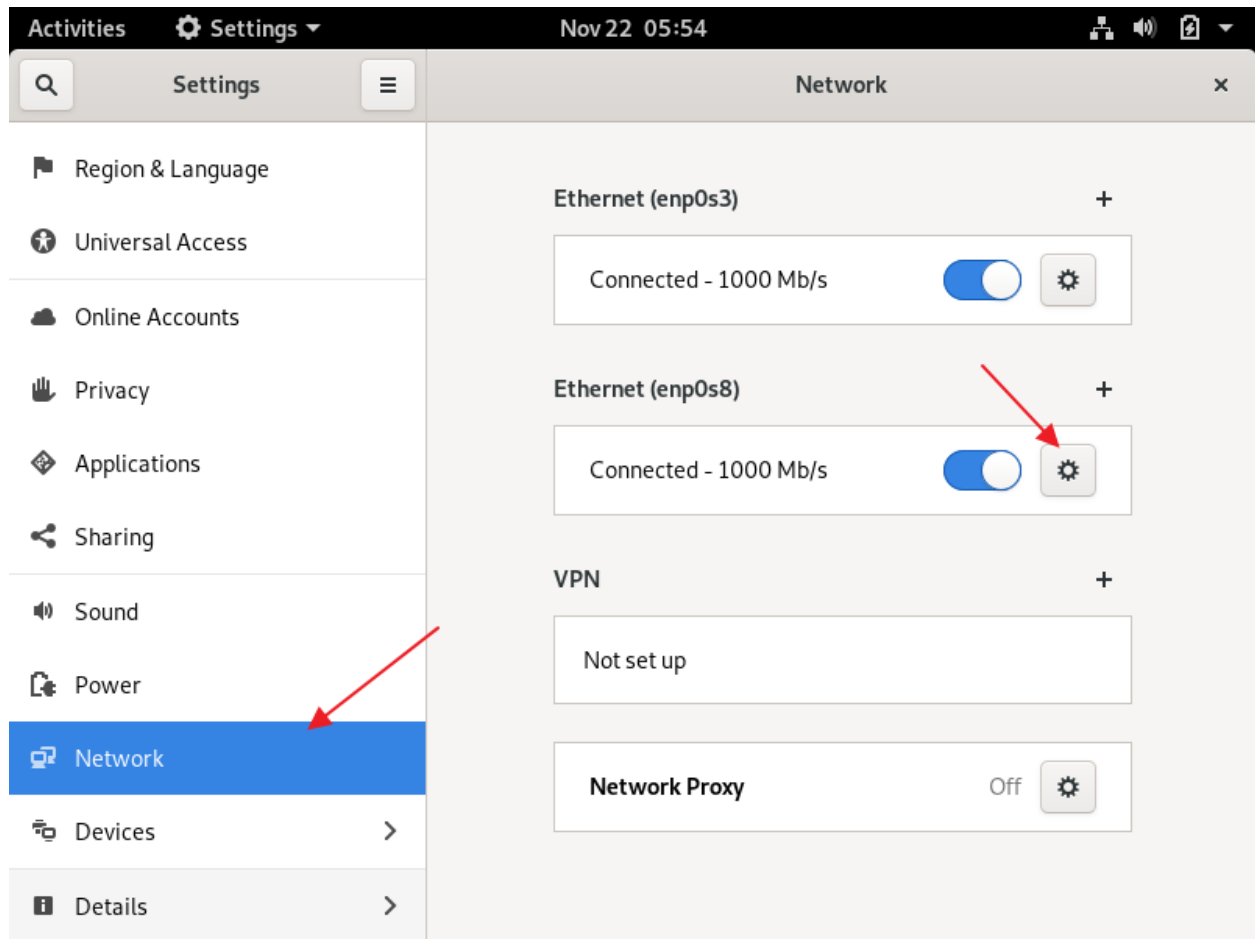 Activities Settings Nov 22 05:54
Settings
Network
Region & Language
Universal Access
Online Accounts
Privacy
Applications
Sharing
Sound
Power
Network
Devices
Details
Ethernet (enp0s3)
Connected - 1000 Mb/s
Ethernet (enp0s8)
Connected - 1000 Mb/s
VPN
Not set up
Network Proxy Off